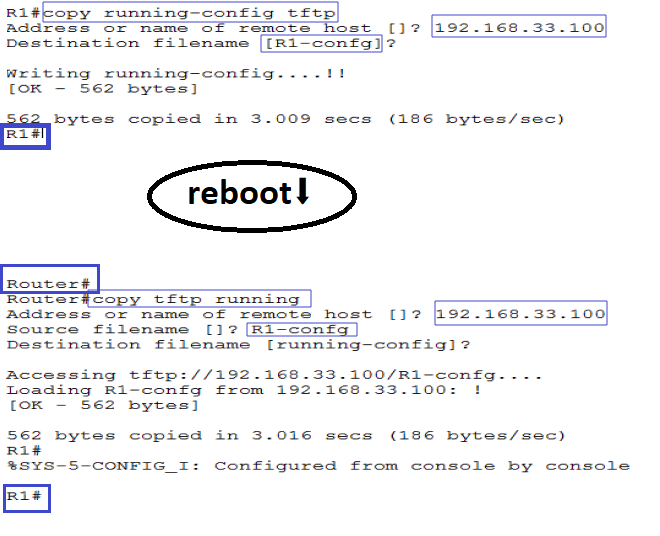 R1#copy running-config tftp
Address or name of remote host []? 192.168.33.100
Destination filename [R1-confg]?
Writing running-config....!!
[OK - 562 bytes]
562 bytes copied in 3.009 secs (186 bytes/sec)
R1#
reboot
Router#
Router#copy tftp running
Address or name of remote host []? 192.168.33.100
Source filename []? R1-confg
Destination filename [running-config]?
Accessing tftp://192.168.33.100/R1-confg....
Loading R1-confg from 192.168.33.100: !
[OK - 562 bytes]
562 bytes copied in 3.016 secs (186 bytes/sec)
R1#
%SYS-5-CONFIG_I: Configured from console by console
R1#